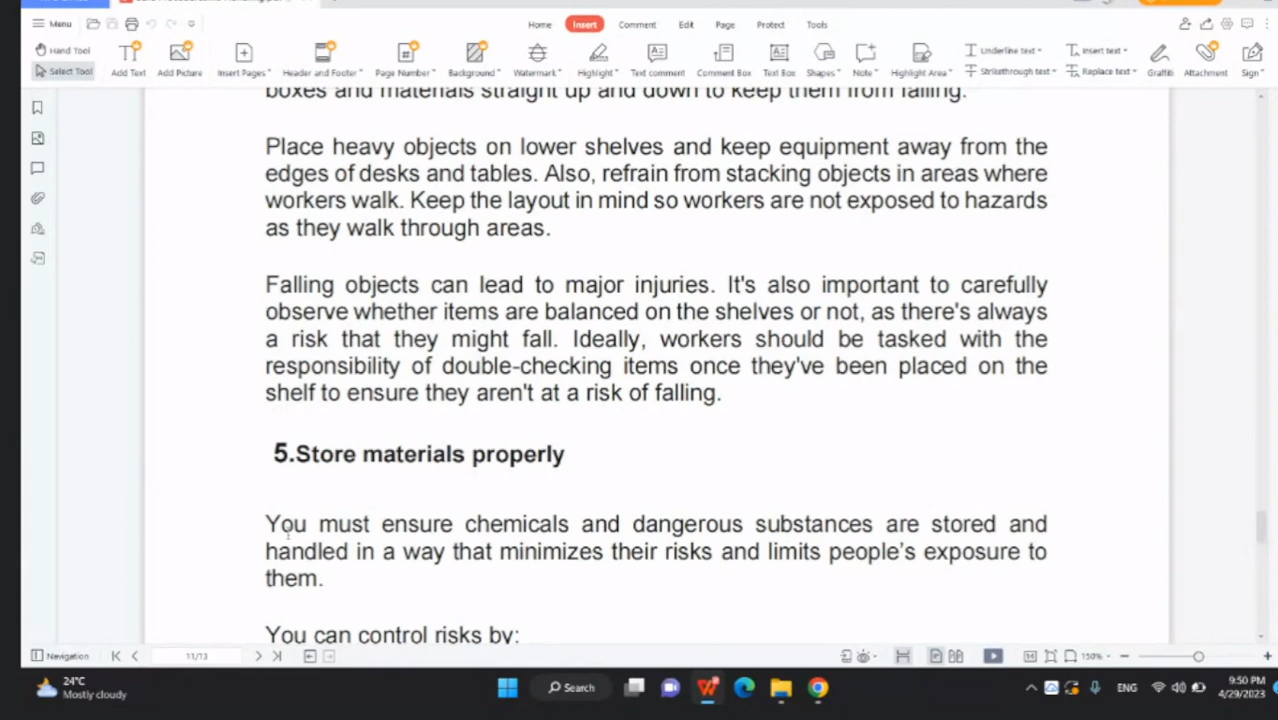 Menu
Home
Insert
Comment
Edit
Page
Protect
Tools
Hand Tool
Select Tool
Add Text
Add Picture
Insert Pages
Header and Footer
Page Number
Background
Watermark
Highlight
Text comment
Comment Box
Text Box
Shapes
Note
Highlight Area
Underline text
Strikethrough text
Insert text
Replace text
Graffiti
Attachment
Sign
boxes and materials straight up and down to keep them from falling.
Place heavy objects on lower shelves and keep equipment away from the
edges of desks and tables. Also, refrain from stacking objects in areas where
workers walk. Keep the layout in mind so workers are not exposed to hazards
as they walk through areas.
Falling objects can lead to major injuries. It's also important to carefully
observe whether items are balanced on the shelves or not, as there's always
a risk that they might fall. Ideally, workers should be tasked with the
responsibility of double-checking items once they've been placed on the
shelf to ensure they aren't at a risk of falling.
5.Store materials properly
You must ensure chemicals and dangerous substances are stored and
handled in a way that minimizes their risks and limits people’s exposure to
them.
You can control risks by:
Navigation
11/13
150%
24°C
Mostly cloudy
Search
ENG
9:50 PM
4/29/2023